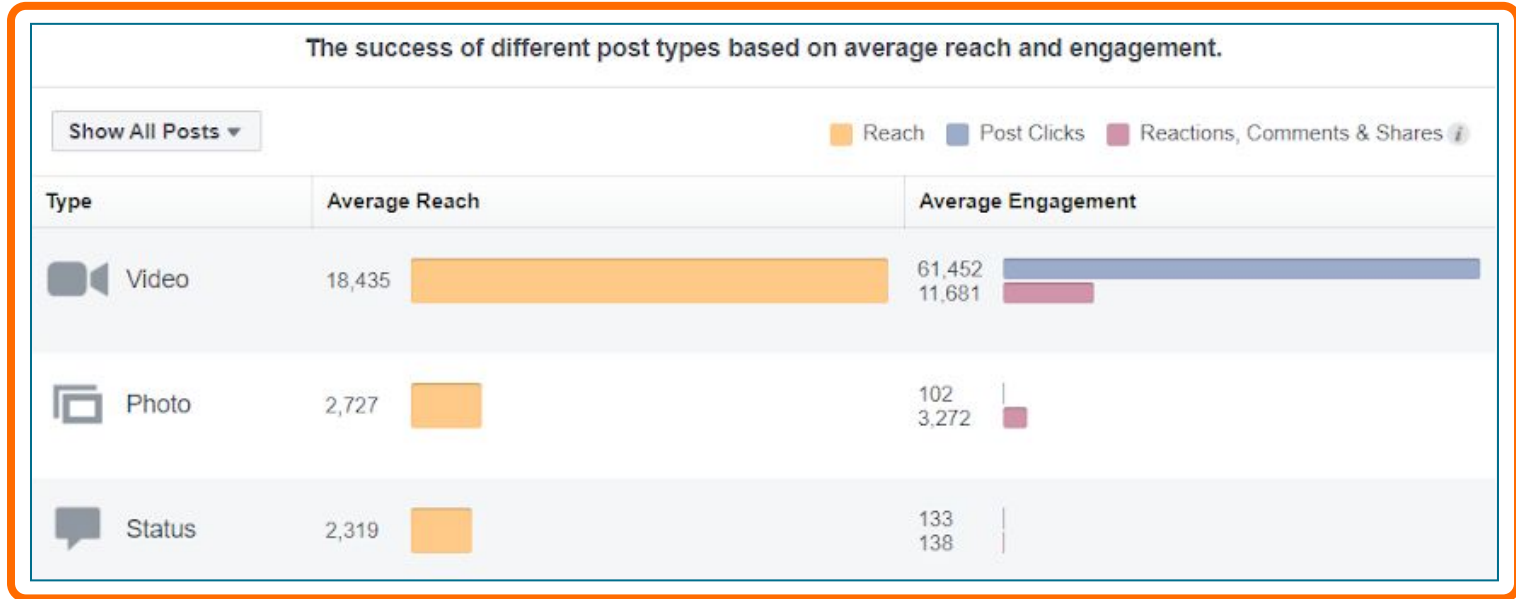 The success of different post types based on average reach and engagement.
Show All Posts
Reach Post Clicks Reactions, Comments & Shares i
Type Average Reach Average Engagement
Video 18,435 61,452
11,681
Photo 2,727 102
3,272
Status 2,319 133
138